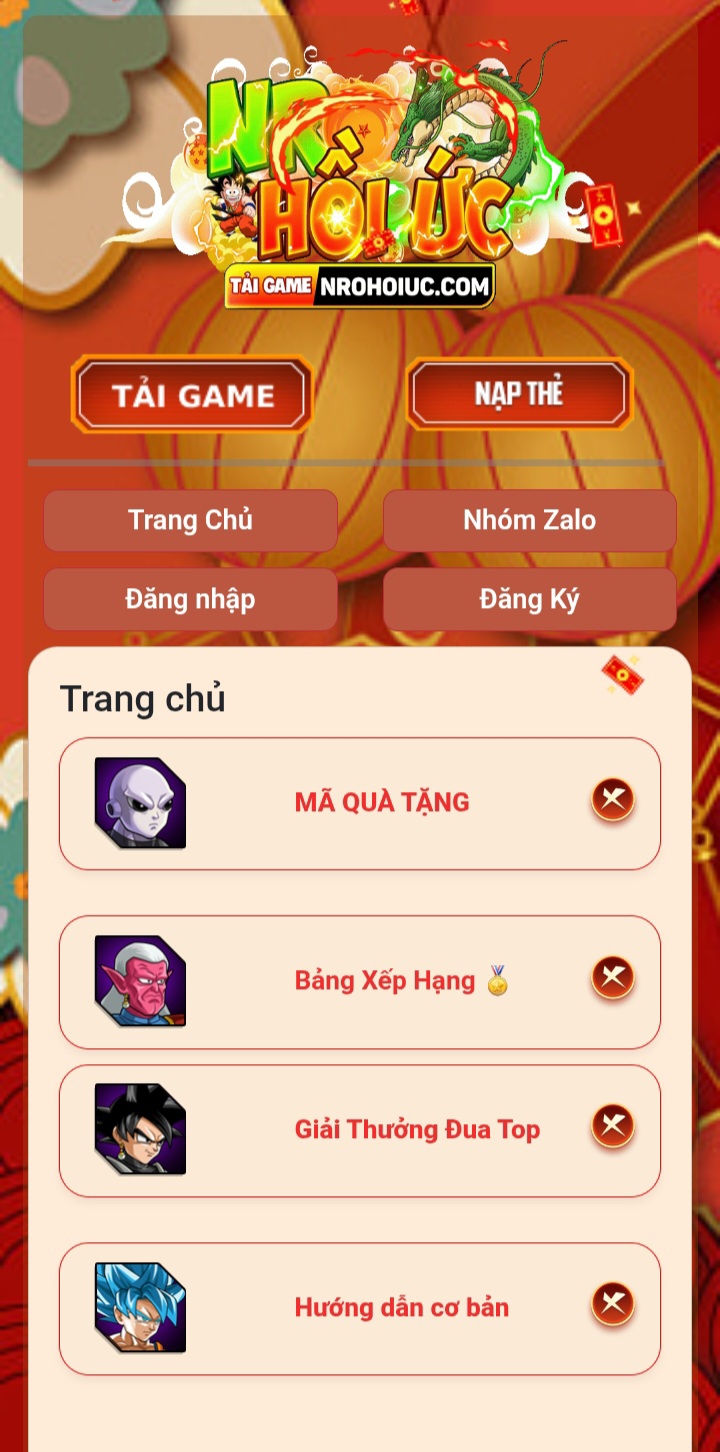 NR
HỒI ỨC
TẢI GAME NROHOIUC.COM
TẢI GAME
NẠP THẺ
Trang Chủ
Nhóm Zalo
Đăng nhập
Đăng Ký
Trang chủ
MÃ QUÀ TẶNG
Bảng Xếp Hạng 🏅
Giải Thưởng Đua Top
Hướng dẫn cơ bản